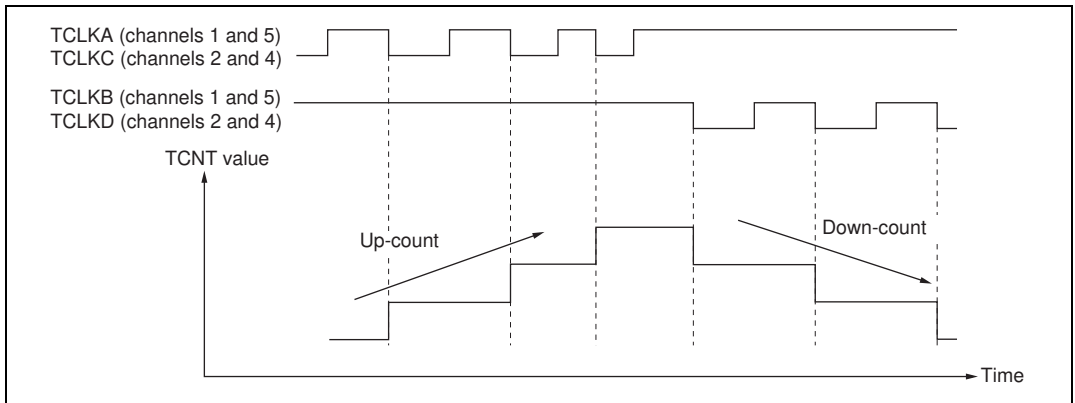 TCLKA (channels 1 and 5)
TCLKC (channels 2 and 4)
TCLKB (channels 1 and 5)
TCLKD (channels 2 and 4)
TCNT value
Up-count
Down-count
Time